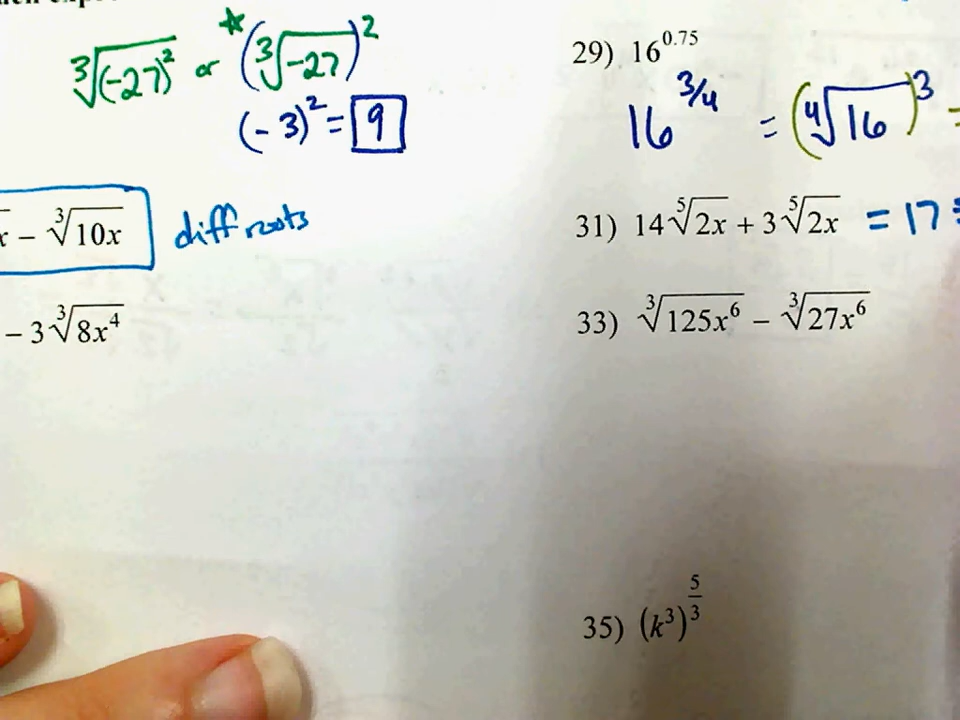 ∛(-27)² or *(∛-27)²
(-3)² = 9
x - ∛10x diff roots
- 3∛8x⁴
29) 16^0.75
16^3/4 = (∜16)³ =
31) 14⁵√2x + 3⁵√2x = 17
33) ∛125x⁶ - ∛27x⁶
35) (k³)^5/3